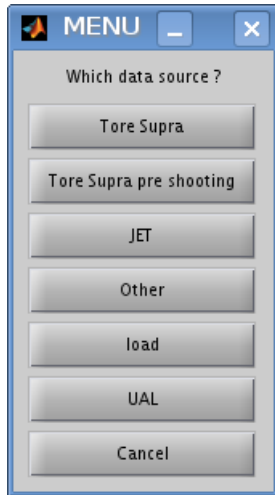 MENU
Which data source ?
Tore Supra
Tore Supra pre shooting
JET
Other
load
UAL
Cancel